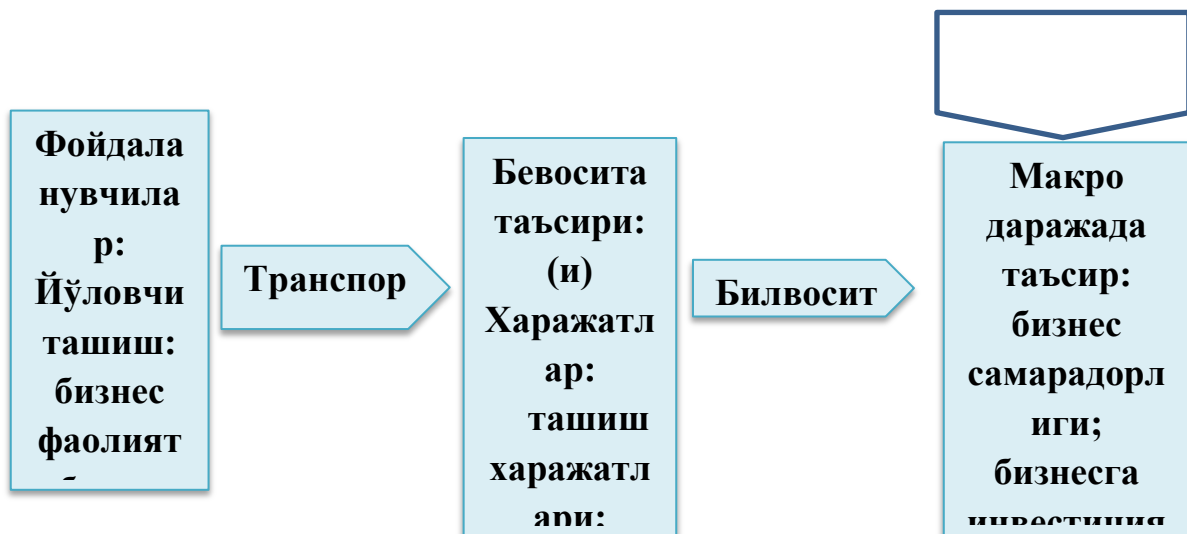 Фойдала
нувчила
р:
Йўловчи
ташиш:
бизнес
фаолият
Транспор
Бевосита
таъсири:
(и)
Харажатл
ар:
ташиш
харажатл
ари:
Билвосит
Макро
даражада
таъсир:
бизнес
самарадорл
иги;
бизнесга
инвестиция